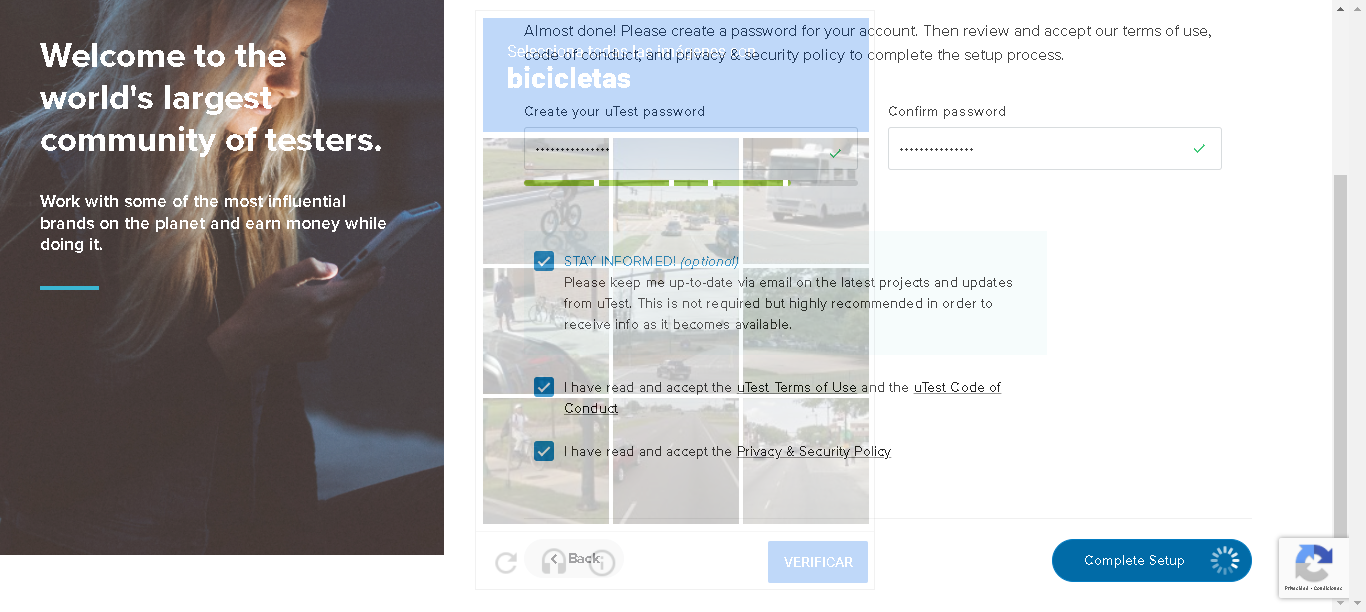 Welcome to the
world's largest
community of testers.
Work with some of the most influential
brands on the planet and earn money while
doing it.
Almost done! Please create a password for your account. Then review and accept our terms of use,
code of conduct, and privacy & security policy to complete the setup process.
Selecciona todas las imágenes con
bicicletas
Create your uTest password
Confirm password
STAY INFORMED! (optional)
Please keep me up-to-date via email on the latest projects and updates
from uTest. This is not required but highly recommended in order to
receive info as it becomes available.
I have read and accept the uTest Terms of Use and the uTest Code of
Conduct
I have read and accept the Privacy & Security Policy
Back
VERIFICAR
Complete Setup
Privacidad - Condiciones